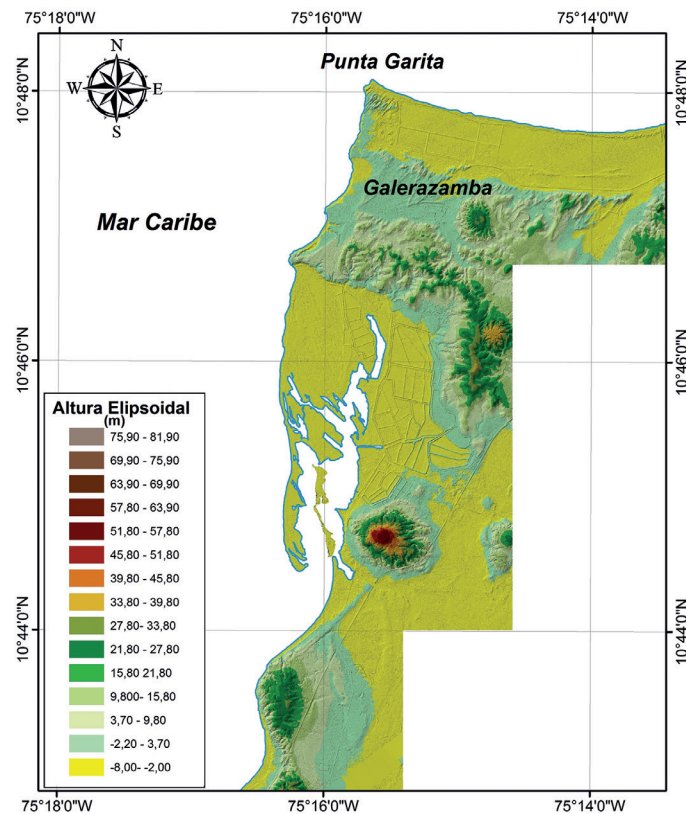 75°18'0"W 75°16'0"W 75°14'0"W
N
W E
S
Punta Garita
10°48'0"N 10°48'0"N
Galerazamba
Mar Caribe
10°46'0"N 10°46'0"N
Altura Elipsoidal
(m)
75,90 - 81,90
69,90 - 75,90
63,90 - 69,90
57,80 - 63,90
51,80 - 57,80
45,80 - 51,80
39,80 - 45,80
33,80 - 39,80
27,80 - 33,80
21,80 - 27,80
15,80 21,80
9,800- 15,80
3,70 - 9,80
-2,20 - 3,70
-8,00- -2,00
10°44'0"N 10°44'0"N
75°18'0"W 75°16'0"W 75°14'0"W